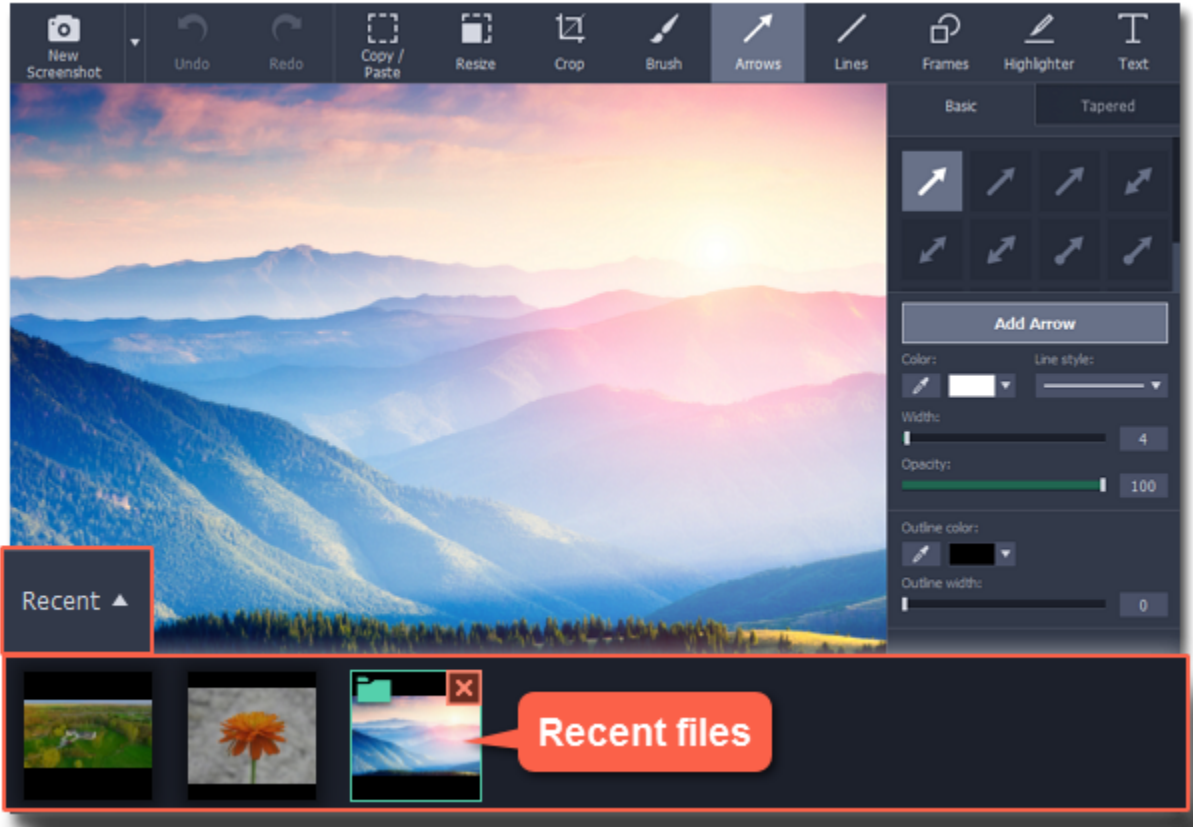 New
Screenshot
Undo
Redo
Copy /
Paste
Resize
Crop
Brush
Arrows
Lines
Frames
Highlighter
Text
Basic
Tapered
Add Arrow
Color:
Line style:
Width:
4
Opacity:
100
Outline color:
Outline width:
0
Recent
Recent files